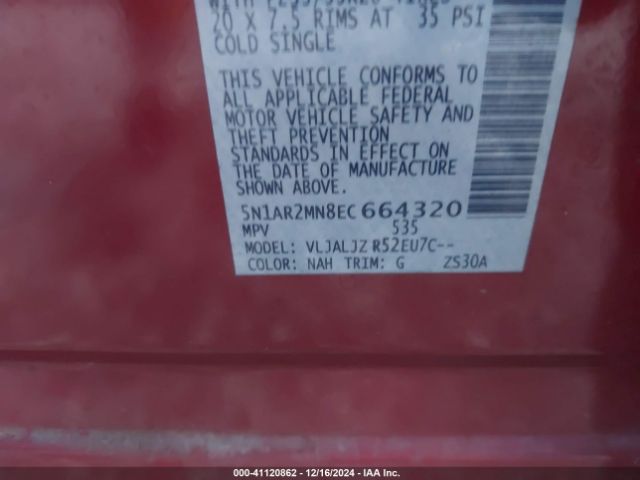 20 X 7.5 RIMS AT 35 PSI
COLD SINGLE
THIS VEHICLE CONFORMS TO
ALL APPLICABLE FEDERAL
MOTOR VEHICLE SAFETY AND
THEFT PREVENTION
STANDARDS IN EFFECT ON
THE DATE OF MANUFACTURE
SHOWN ABOVE.
5N1AR2MN8EC664320
MPV 535
MODEL: VLJALJZ R52EU7C--
COLOR: NAH TRIM: G ZS30A
000-41120862 - 12/16/2024 - IAA Inc.